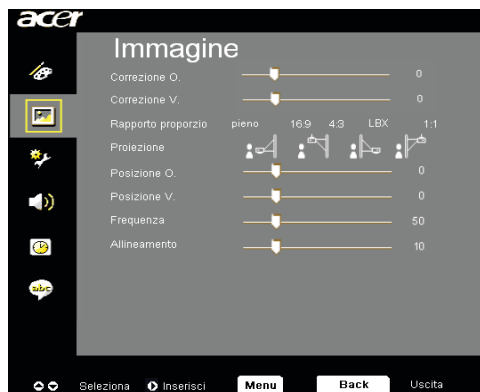 acer
Immagine
Correzione O. 0
Correzione V. 0
Rapporto proporzio pieno 16:9 4:3 LBX 1:1
Proiezione
Posizione O. 0
Posizione V. 0
Frequenza 50
Allineamento 10
abc
Seleziona Inserisci Menu Back Uscita